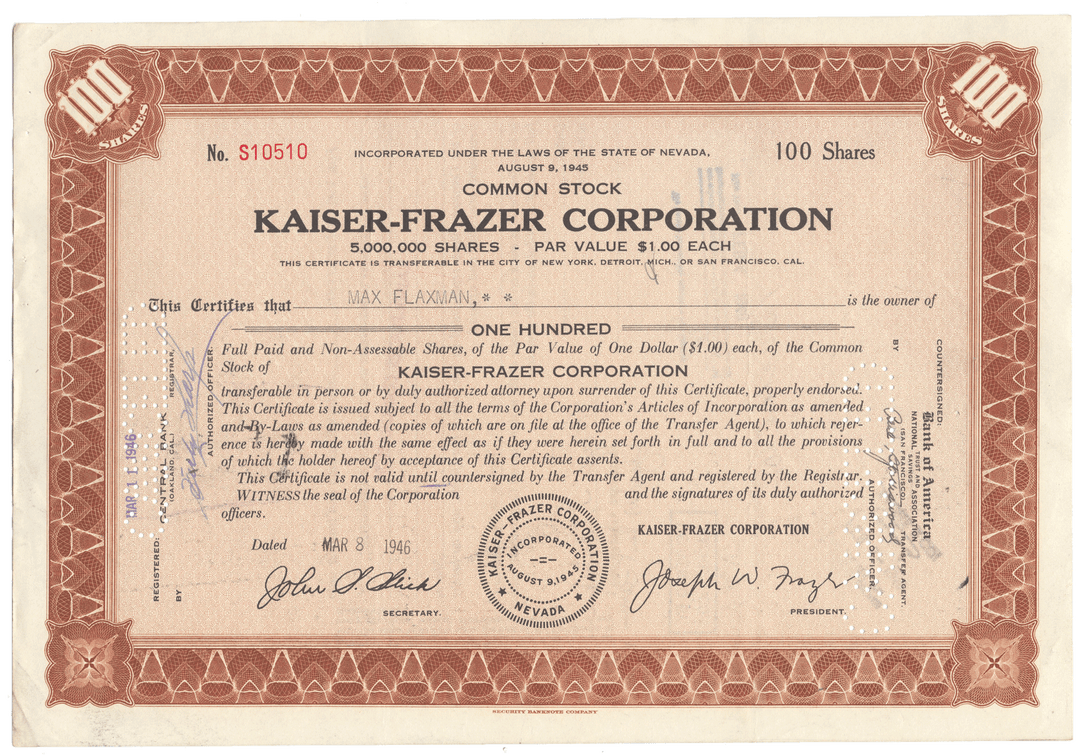 100 SHARES
100 SHARES
No. S10510
INCORPORATED UNDER THE LAWS OF THE STATE OF NEVADA,
AUGUST 9, 1945
100 Shares
COMMON STOCK
KAISER-FRAZER CORPORATION
5,000,000 SHARES - PAR VALUE $1.00 EACH
THIS CERTIFICATE IS TRANSFERABLE IN THE CITY OF NEW YORK, DETROIT, MICH., OR SAN FRANCISCO, CAL.
This Certifies that MAX FLAXMAN,* * is the owner of
ONE HUNDRED
Full Paid and Non-Assessable Shares, of the Par Value of One Dollar ($1.00) each, of the Common
Stock of KAISER-FRAZER CORPORATION
transferable in person or by duly authorized attorney upon surrender of this Certificate, properly endorsed.
This Certificate is issued subject to all the terms of the Corporation's Articles of Incorporation as amended
and By-Laws as amended (copies of which are on file at the office of the Transfer Agent), to which refer-
ence is hereby made with the same effect as if they were herein set forth in full and to all the provisions
of which the holder hereof by acceptance of this Certificate assents.
This Certificate is not valid until countersigned by the Transfer Agent and registered by the Registrar.
WITNESS the seal of the Corporation and the signatures of its duly authorized
officers.
KAISER-FRAZER CORPORATION
Dated MAR 8 1946
KAISER-FRAZER CORPORATION
INCORPORATED
AUGUST 9, 1945
NEVADA
Joseph W. Frazer
SECRETARY.
PRESIDENT.
MAR 11 1946
REGISTERED:
CENTRAL BANK
(OAKLAND, CAL.) REGISTRAR,
BY
AUTHORIZED OFFICER.
COUNTERSIGNED:
Bank of America
NATIONAL TRUST AND SAVINGS ASSOCIATION
(SAN FRANCISCO) TRANSFER AGENT.
BY
AUTHORIZED OFFICER.
SECURITY BANKNOTE COMPANY